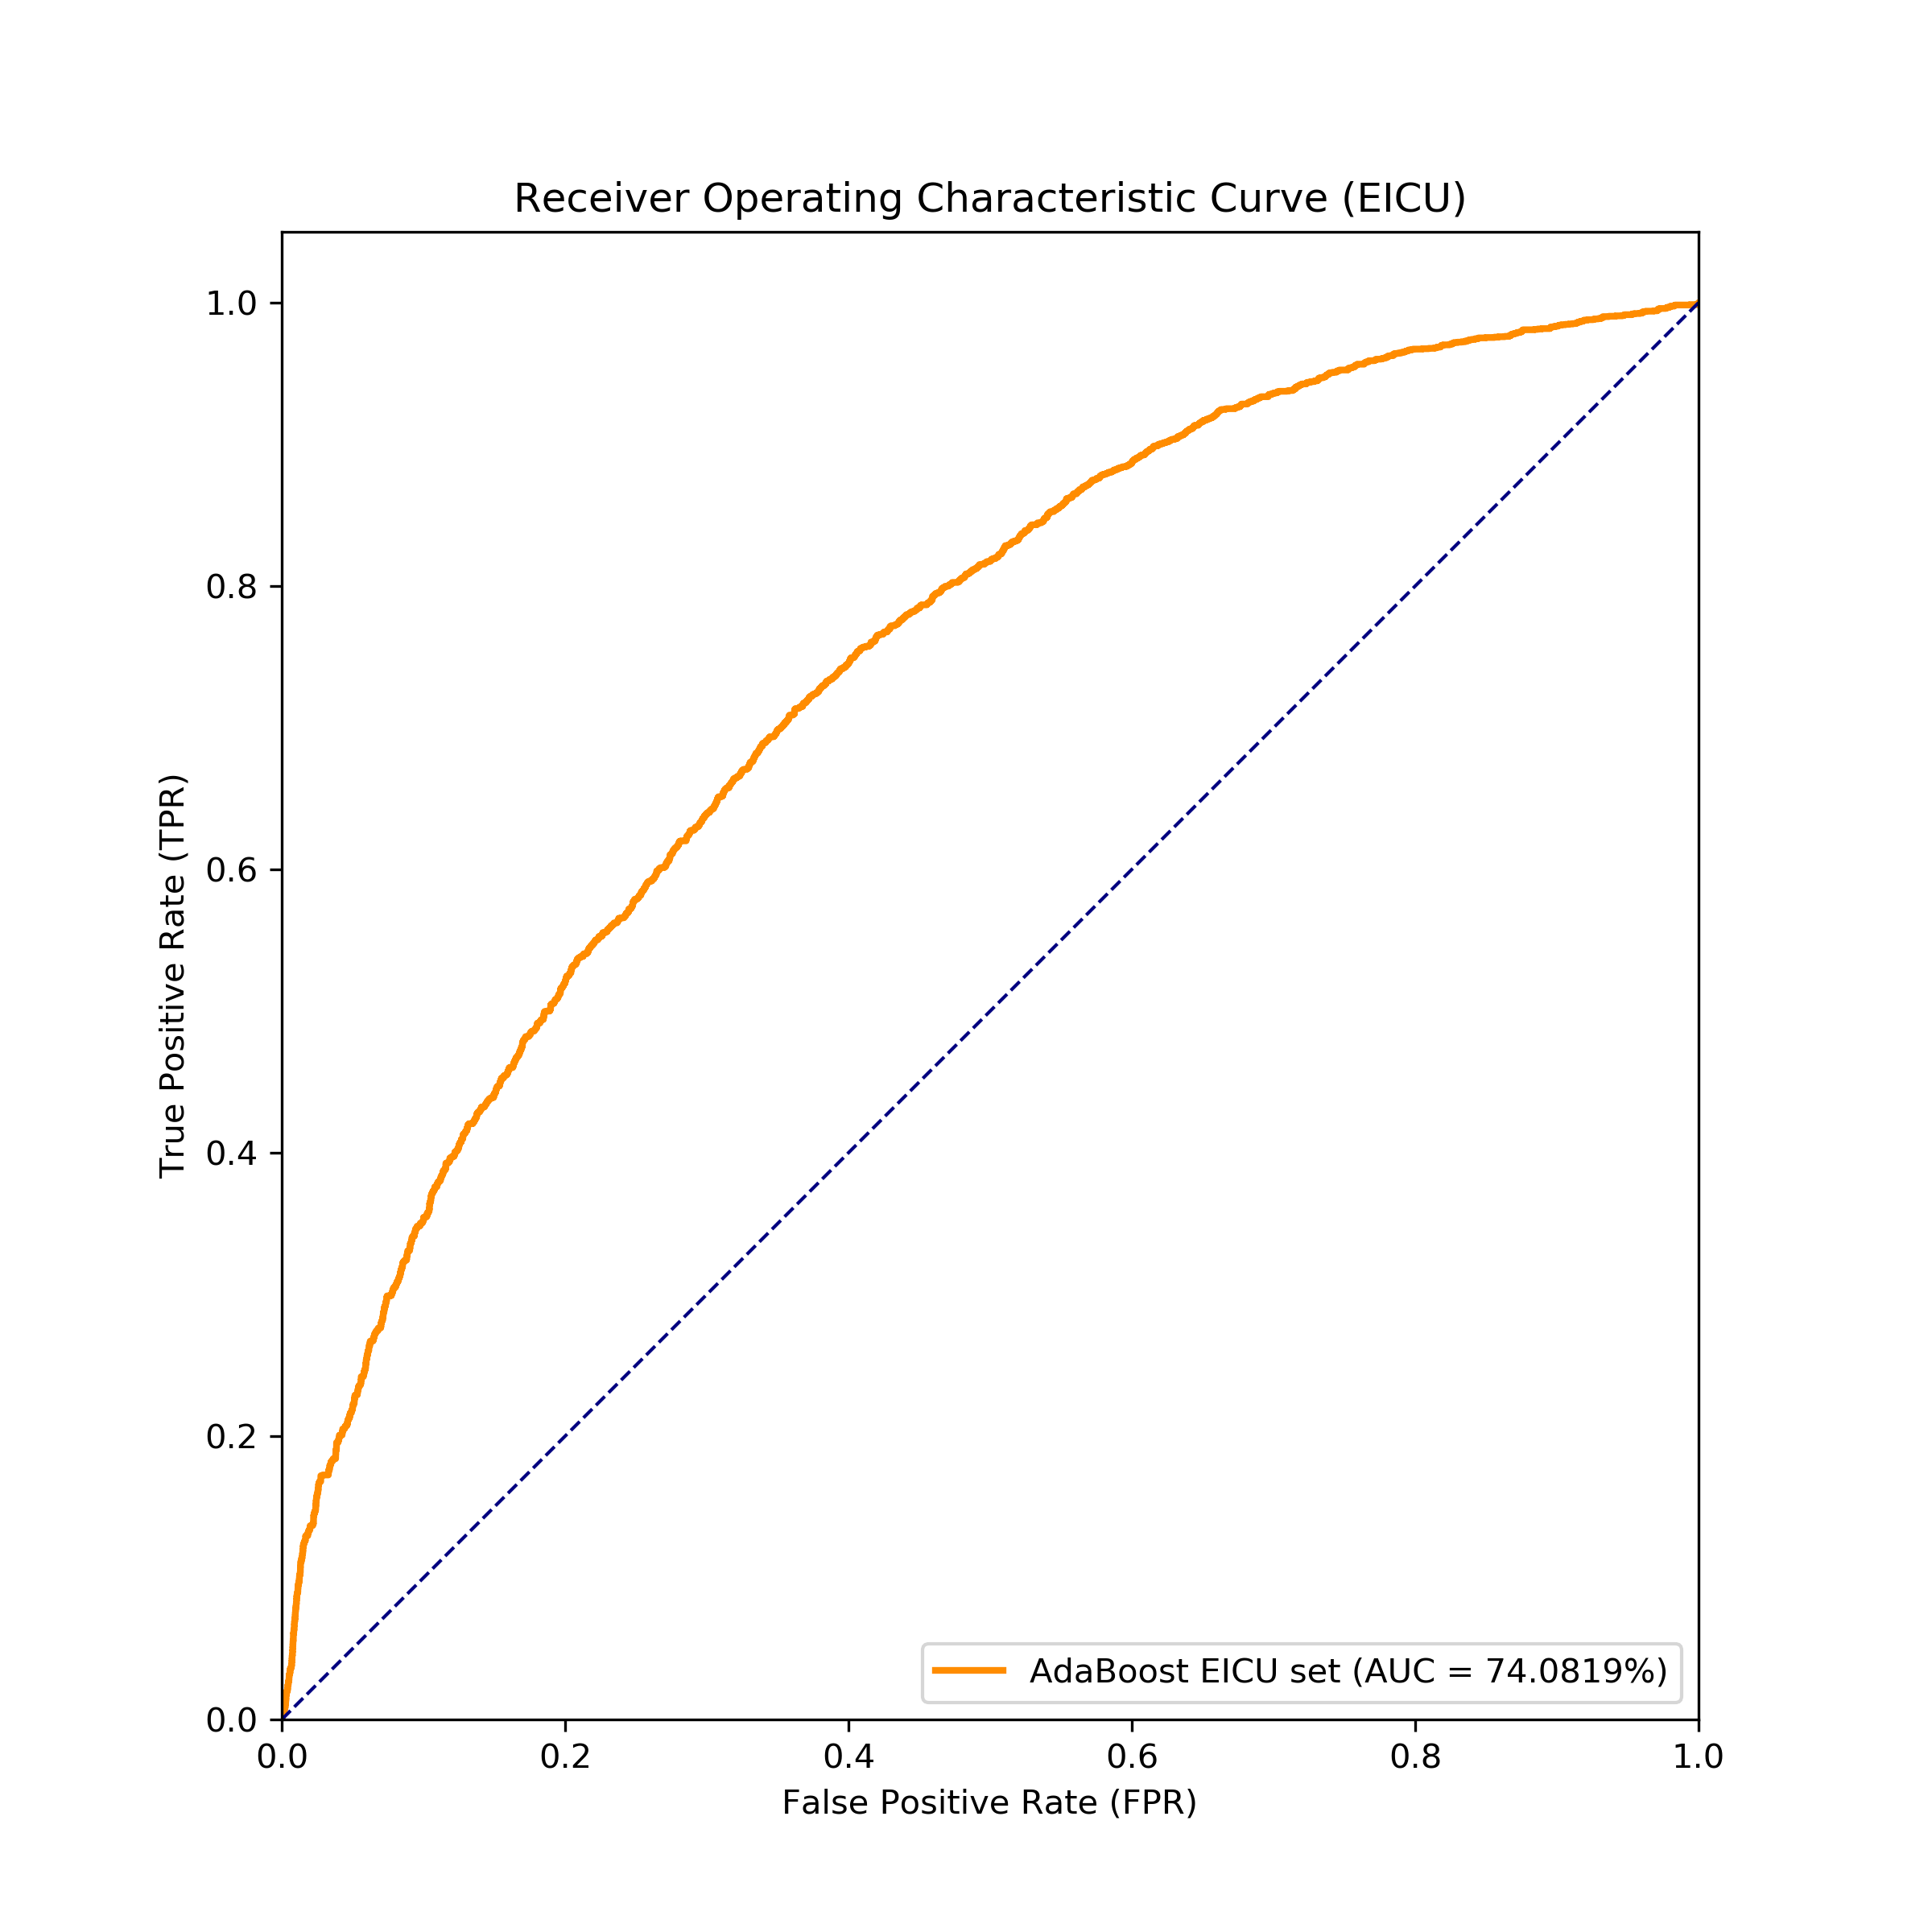 Receiver Operating Characteristic Curve (EICU)
True Positive Rate (TPR)
1.0
0.8
0.6
0.4
0.2
0.0
0.0 0.2 0.4 0.6 0.8 1.0
False Positive Rate (FPR)
AdaBoost EICU set (AUC = 74.0819%)